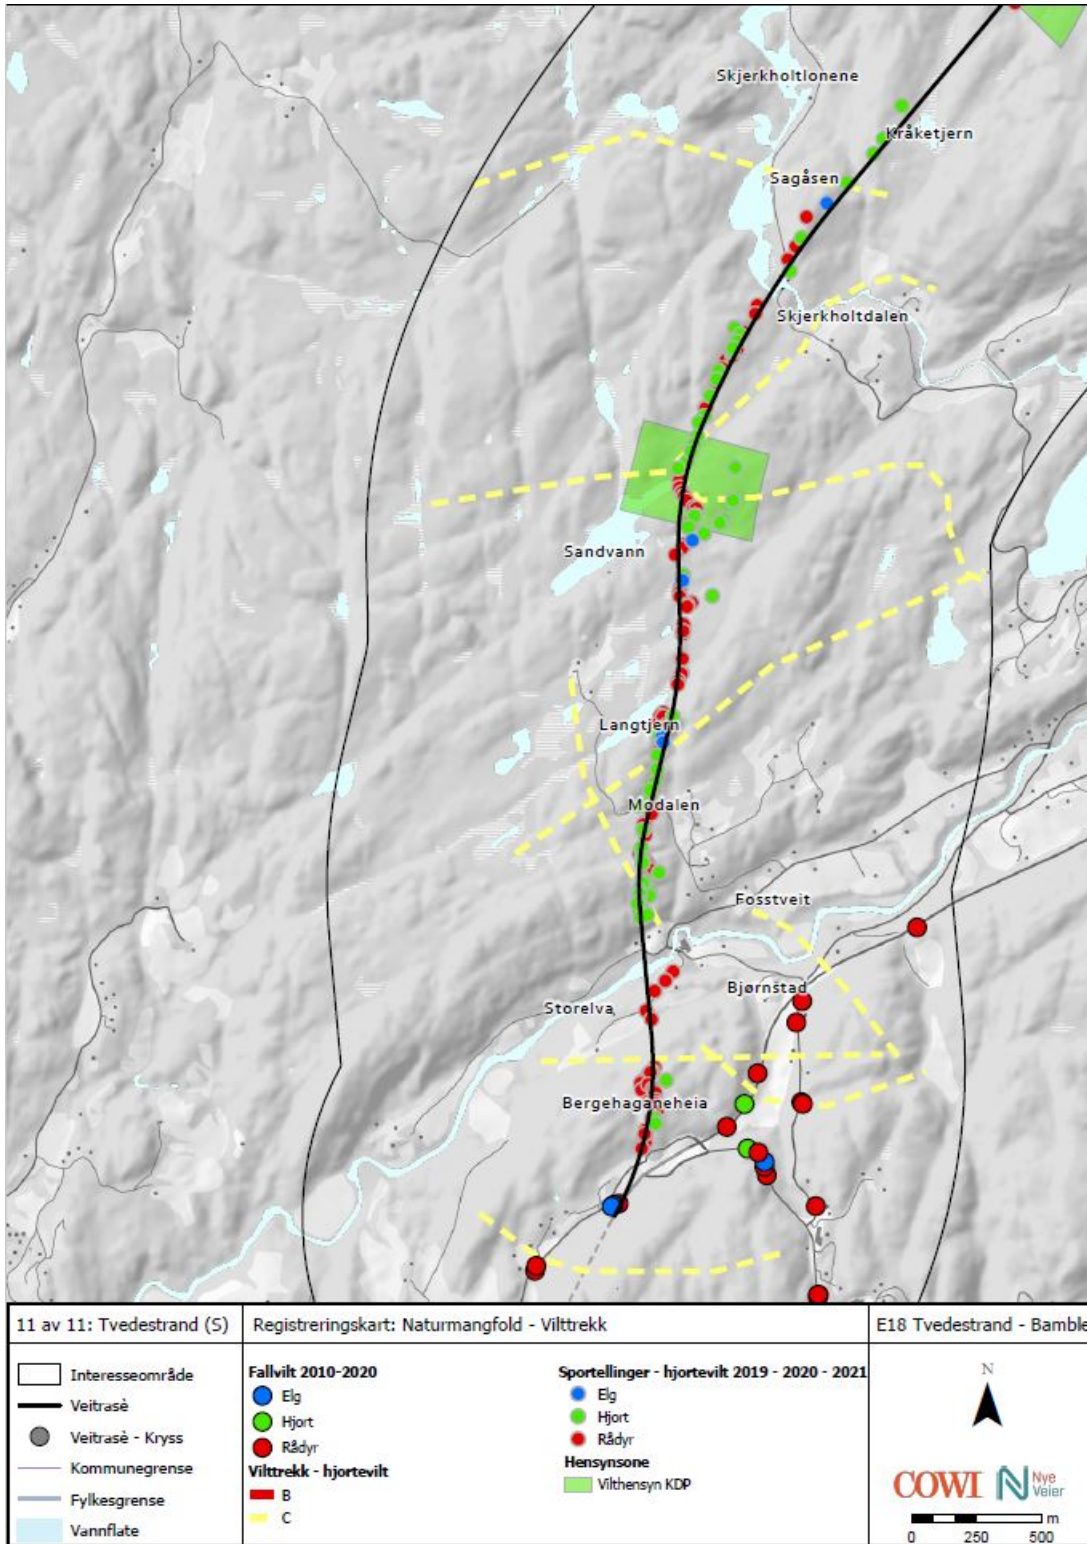 Skjerkholtlonene
Kråketjern
Sagåsen
Skjerkholtdalen
Sandvann
Langtjern
Modalen
Fosstveit
Bjørnstad
Storelva
Bergehaganeheia
11 av 11: Tvedestrand (S)
Registreringskart: Naturmangfold - Vilttrekk
E18 Tvedestrand - Bamble
Interesseområde
Veitrasè
Veitrasè - Kryss
Kommunegrense
Fylkesgrense
Vannflate
Fallvilt 2010-2020
Elg
Hjort
Rådyr
Vilttrekk - hjortevilt
B
C
Sportellinger - hjortevilt 2019 - 2020 - 2021
Elg
Hjort
Rådyr
Hensynsone
Vilthensyn KDP
N
COWI
Nye
Veier
m
0 250 500